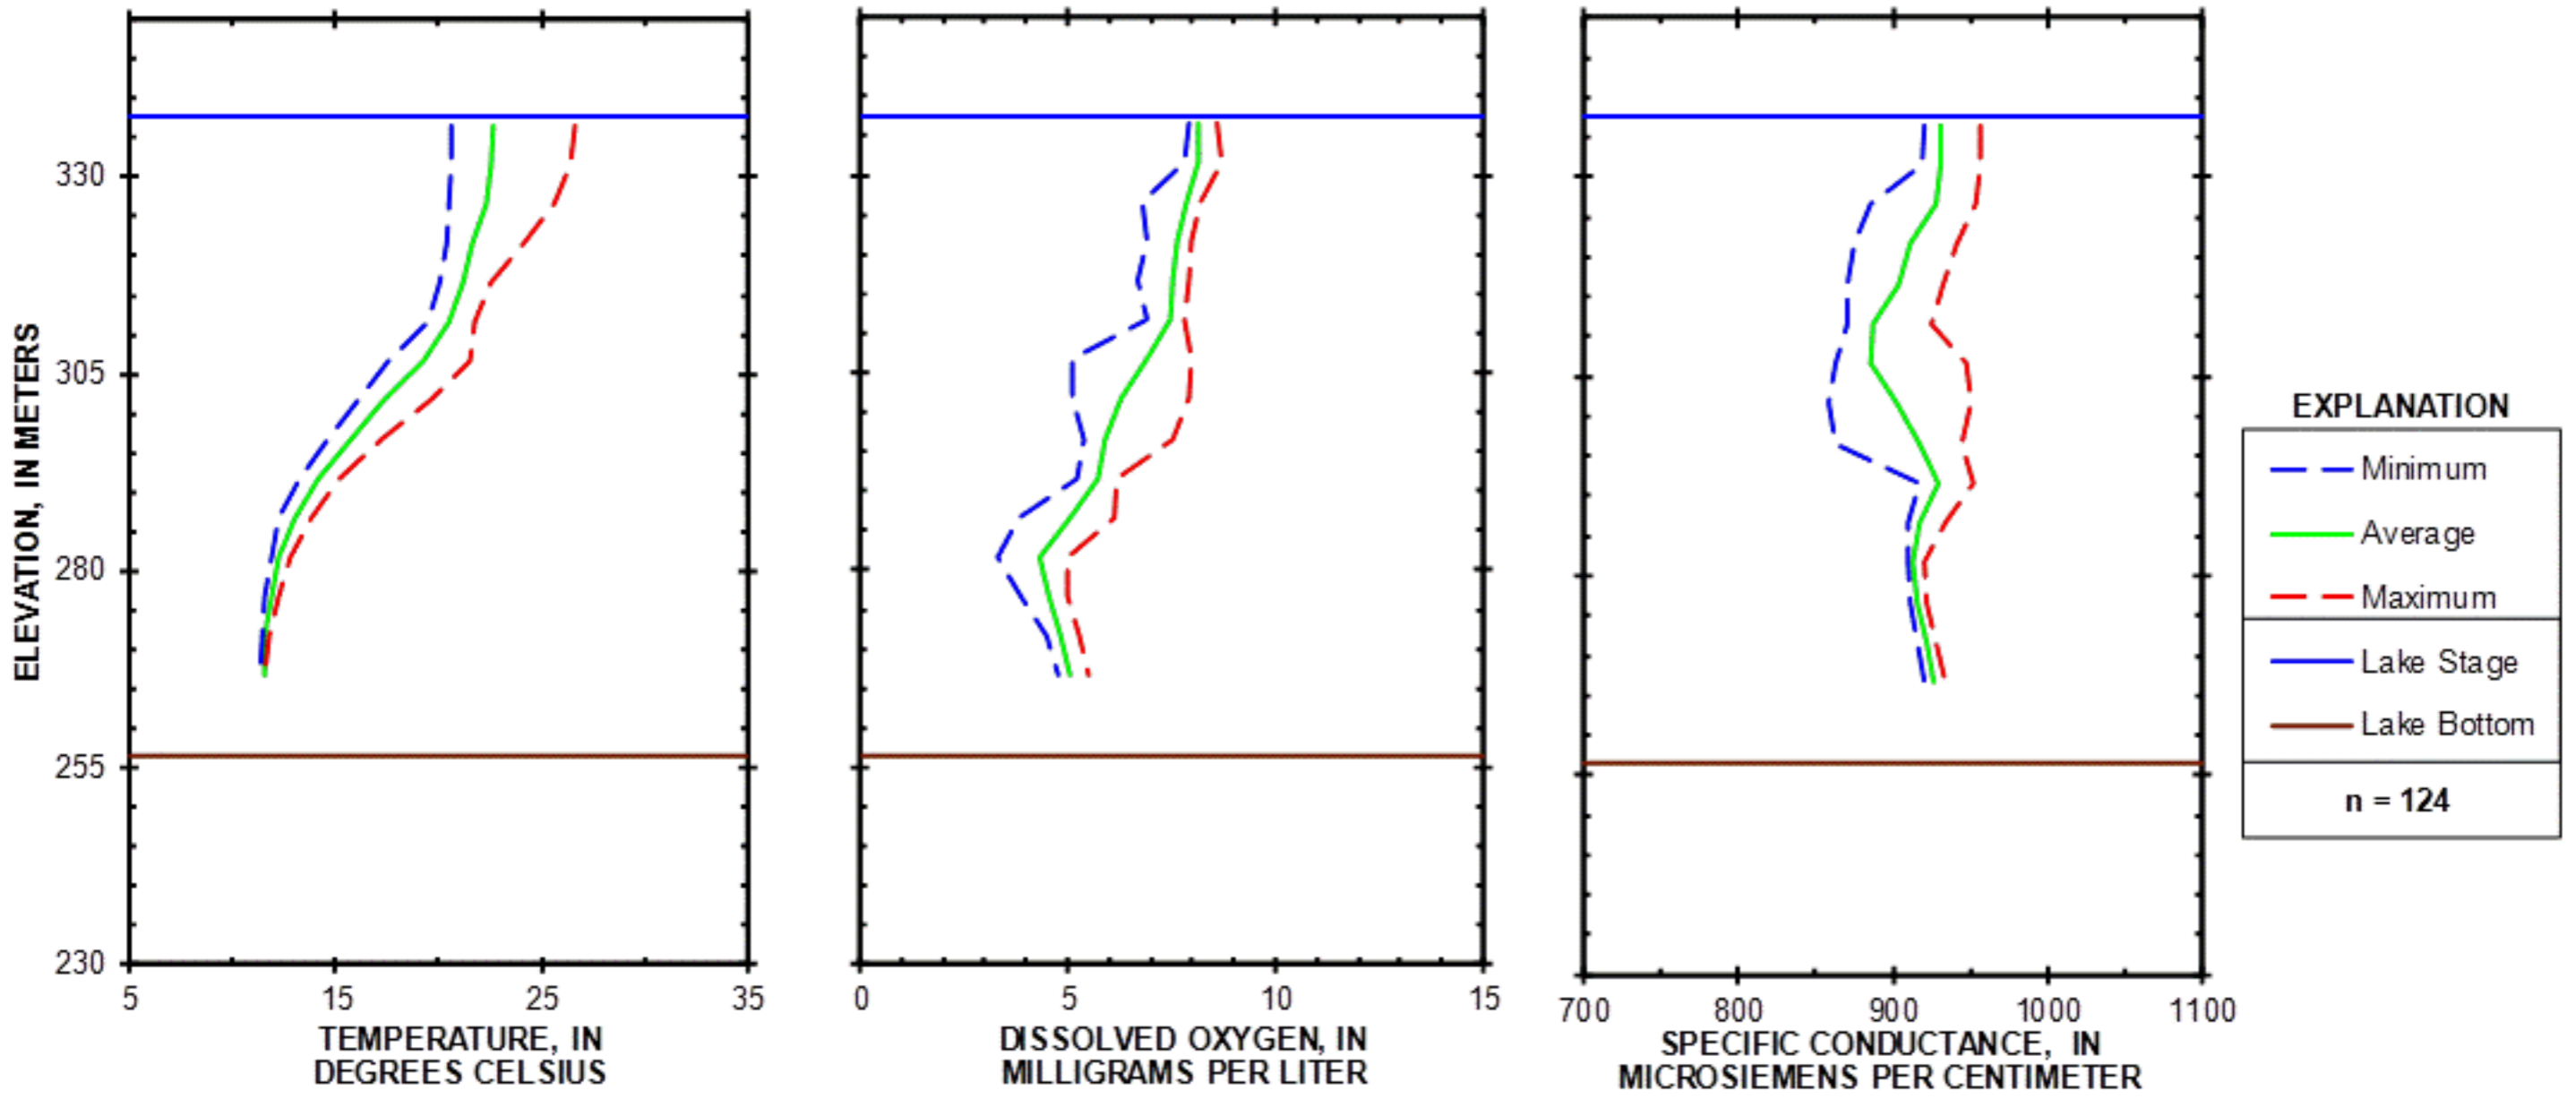 ELEVATION, IN METERS
330
305
280
255
230
5
15
25
35
TEMPERATURE, IN
DEGREES CELSIUS
0
5
10
15
DISSOLVED OXYGEN, IN
MILLIGRAMS PER LITER
700
800
900
1000
1100
SPECIFIC CONDUCTANCE, IN
MICROSIEMENS PER CENTIMETER
EXPLANATION
Minimum
Average
Maximum
Lake Stage
Lake Bottom
n = 124